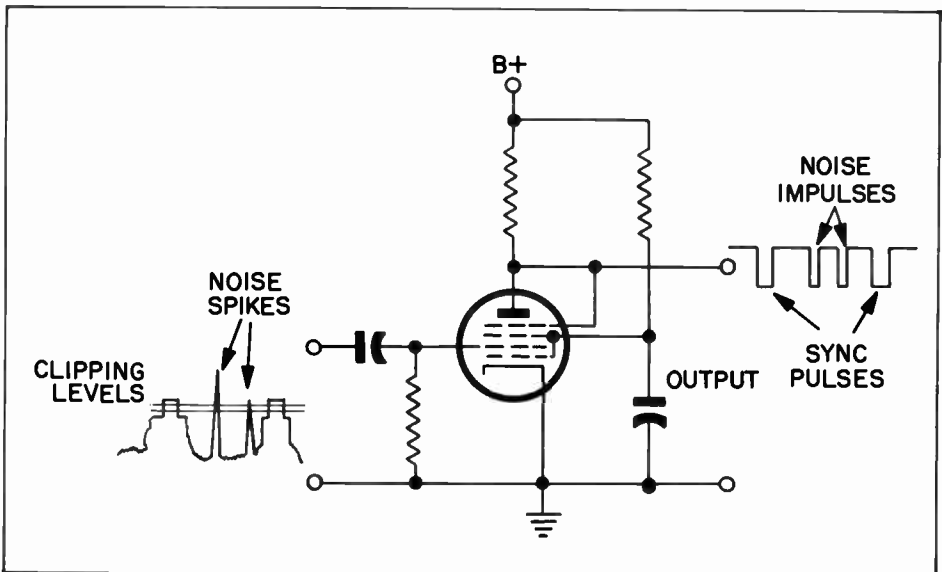 B+
NOISE
IMPULSES
NOISE
SPIKES
CLIPPING
LEVELS
OUTPUT
SYNC
PULSES